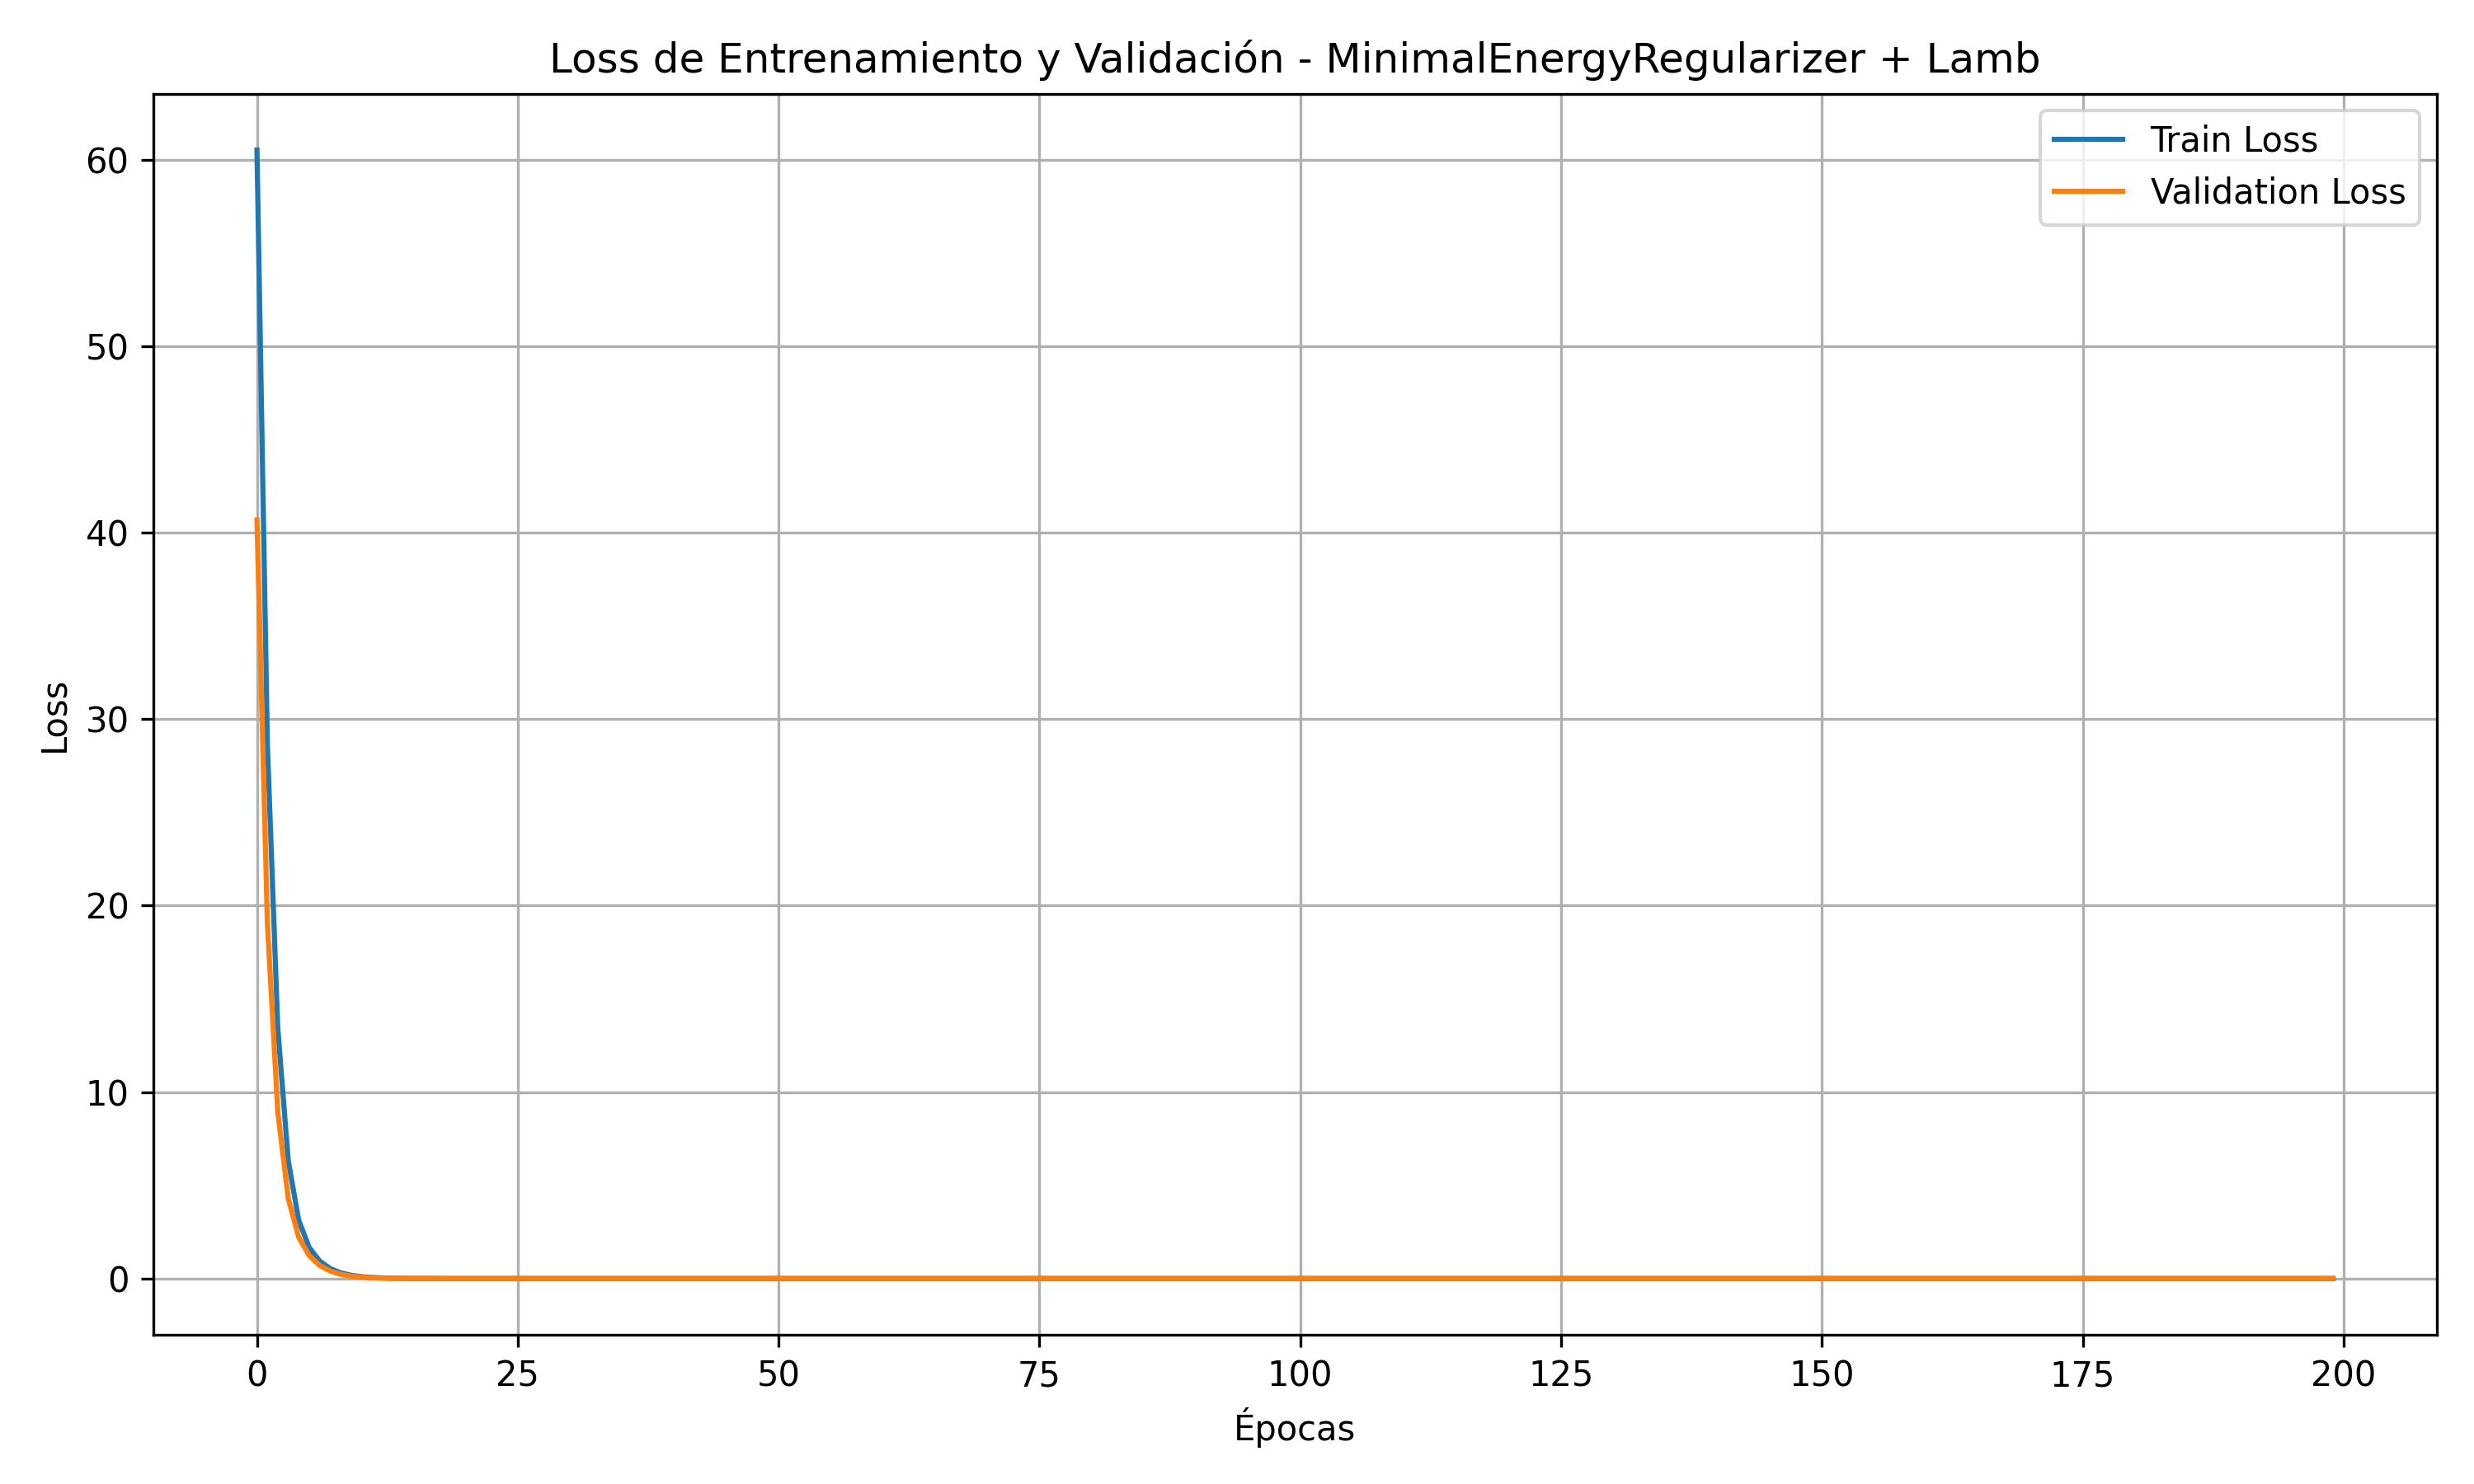 Loss de Entrenamiento y Validación - MinimalEnergyRegularizer + Lamb
Train Loss
Validation Loss
60
50
40
30
20
10
0
Loss
0 25 50 75 100 125 150 175 200
Épocas